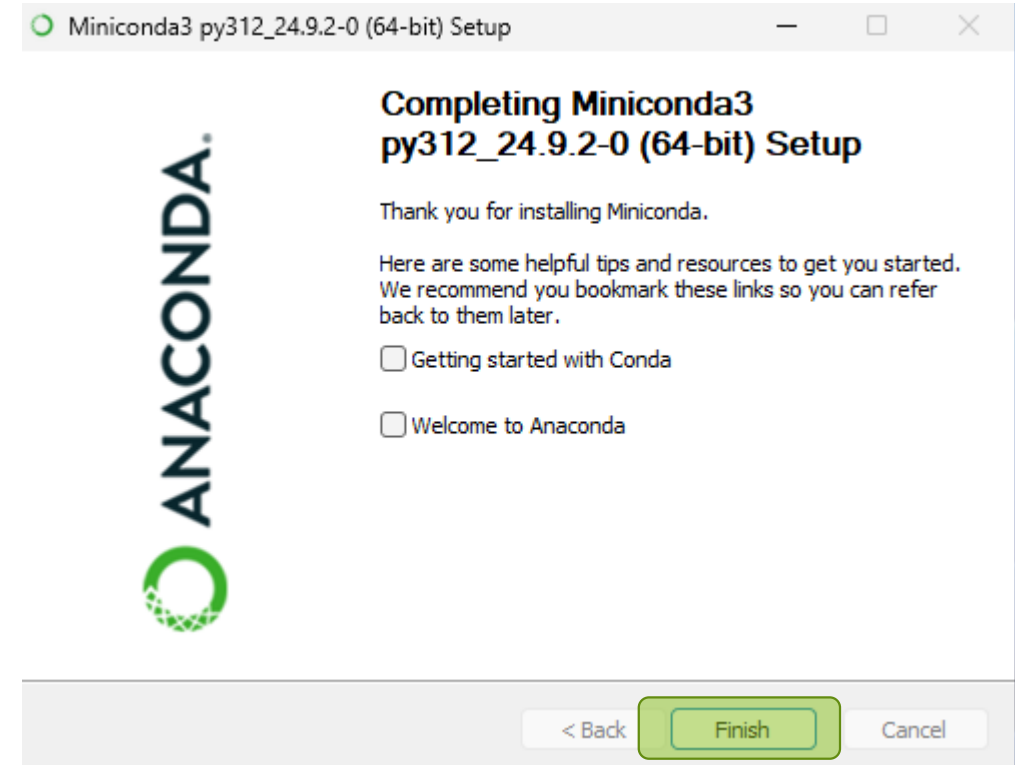 Miniconda3 py312_24.9.2-0 (64-bit) Setup
ANACONDA.
Completing Miniconda3
py312_24.9.2-0 (64-bit) Setup
Thank you for installing Miniconda.
Here are some helpful tips and resources to get you started.
We recommend you bookmark these links so you can refer
back to them later.
Getting started with Conda
Welcome to Anaconda
< Back
Finish
Cancel